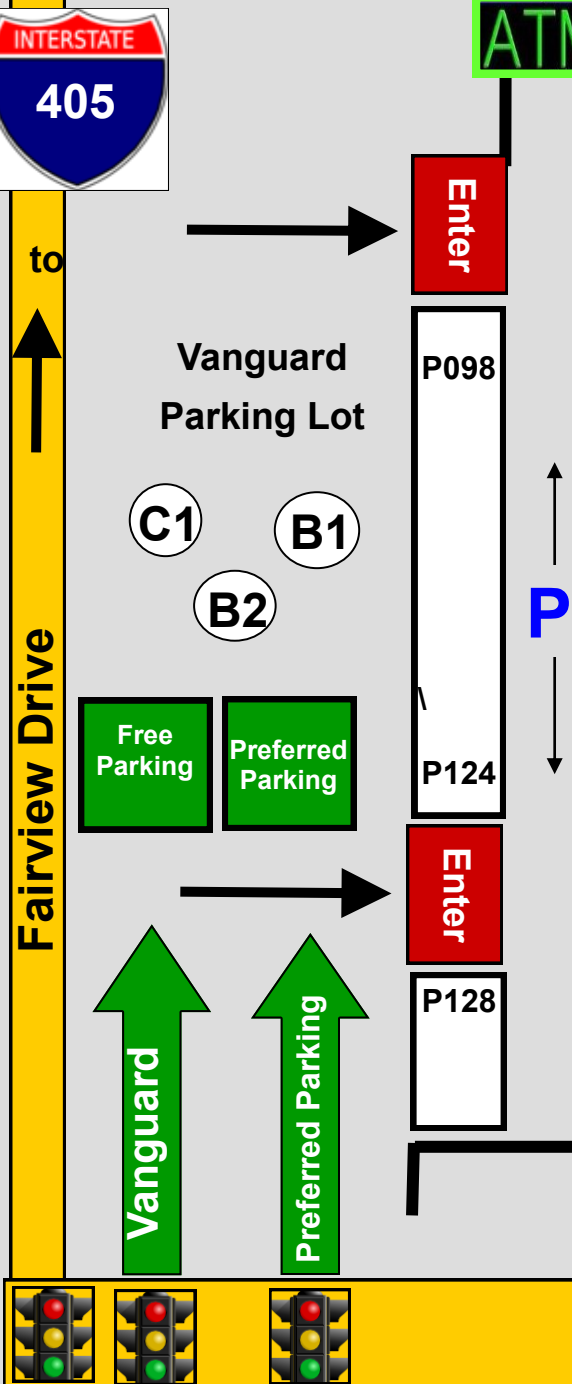 INTERSTATE
405
ATM
Enter
to
Vanguard
Parking Lot
P098
C1
B1
B2
P
Fairview Drive
\
Free
Parking
Preferred
Parking
P124
Enter
P128
Vanguard
Preferred Parking